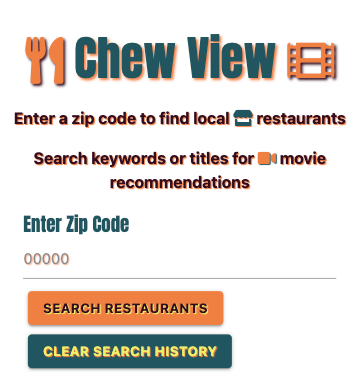 Chew View
Enter a zip code to find local restaurants
Search keywords or titles for movie
recommendations
Enter Zip Code
00000
SEARCH RESTAURANTS
CLEAR SEARCH HISTORY